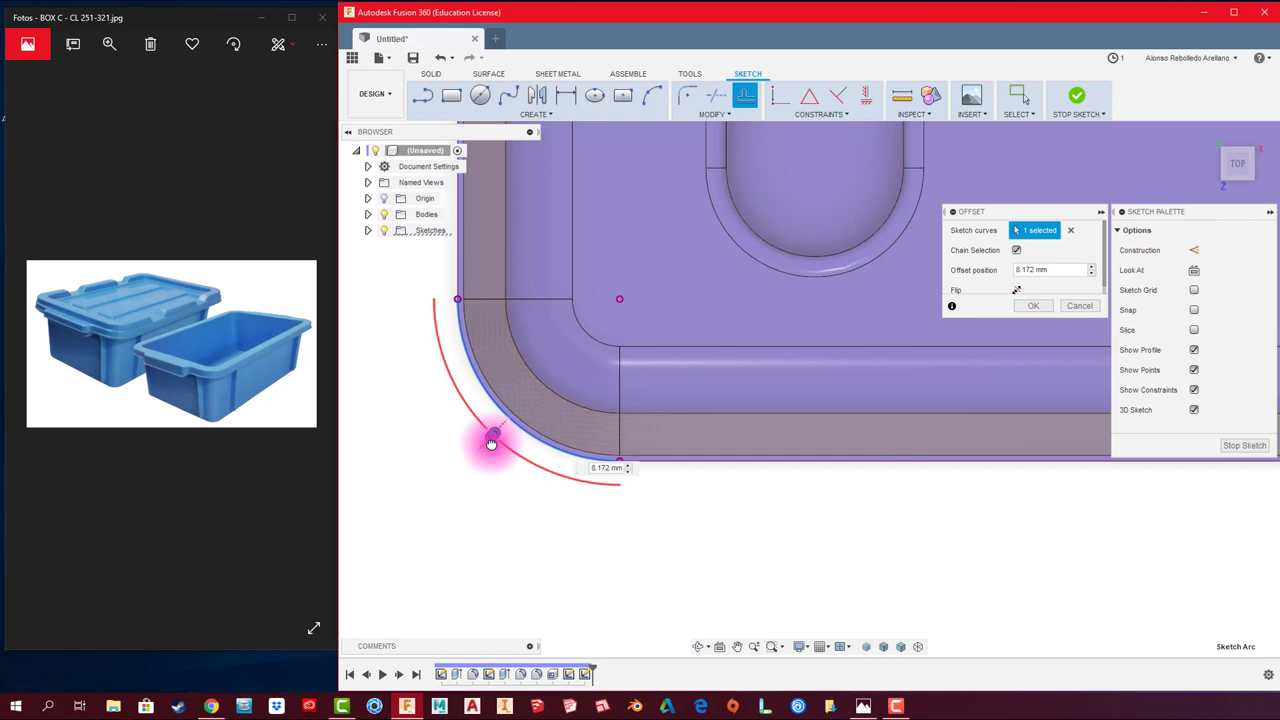 Fotos - BOX C - CL 251-321.jpg
Autodesk Fusion 360 (Education License)
Untitled*
1
Alonso Rebolledo Arellano
DESIGN
SOLID
SURFACE
SHEET METAL
ASSEMBLE
TOOLS
SKETCH
CREATE
MODIFY
CONSTRAINTS
INSPECT
INSERT
SELECT
STOP SKETCH
BROWSER
(Unsaved)
Document Settings
Named Views
Origin
Bodies
Sketches
TOP
X
Z
OFFSET
Sketch curves
1 selected
Chain Selection
Offset position
8.172 mm
Flip
OK
Cancel
SKETCH PALETTE
Options
Construction
Look At
Sketch Grid
Snap
Slice
Show Profile
Show Points
Show Constraints
3D Sketch
Stop Sketch
8.172 mm
COMMENTS
Sketch Arc